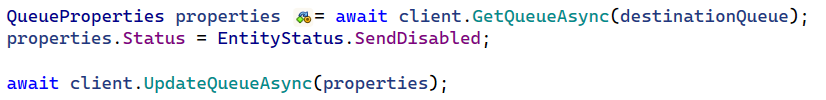 QueueProperties properties = await client.GetQueueAsync(destinationQueue);
properties.Status = EntityStatus.SendDisabled;
await client.UpdateQueueAsync(properties);